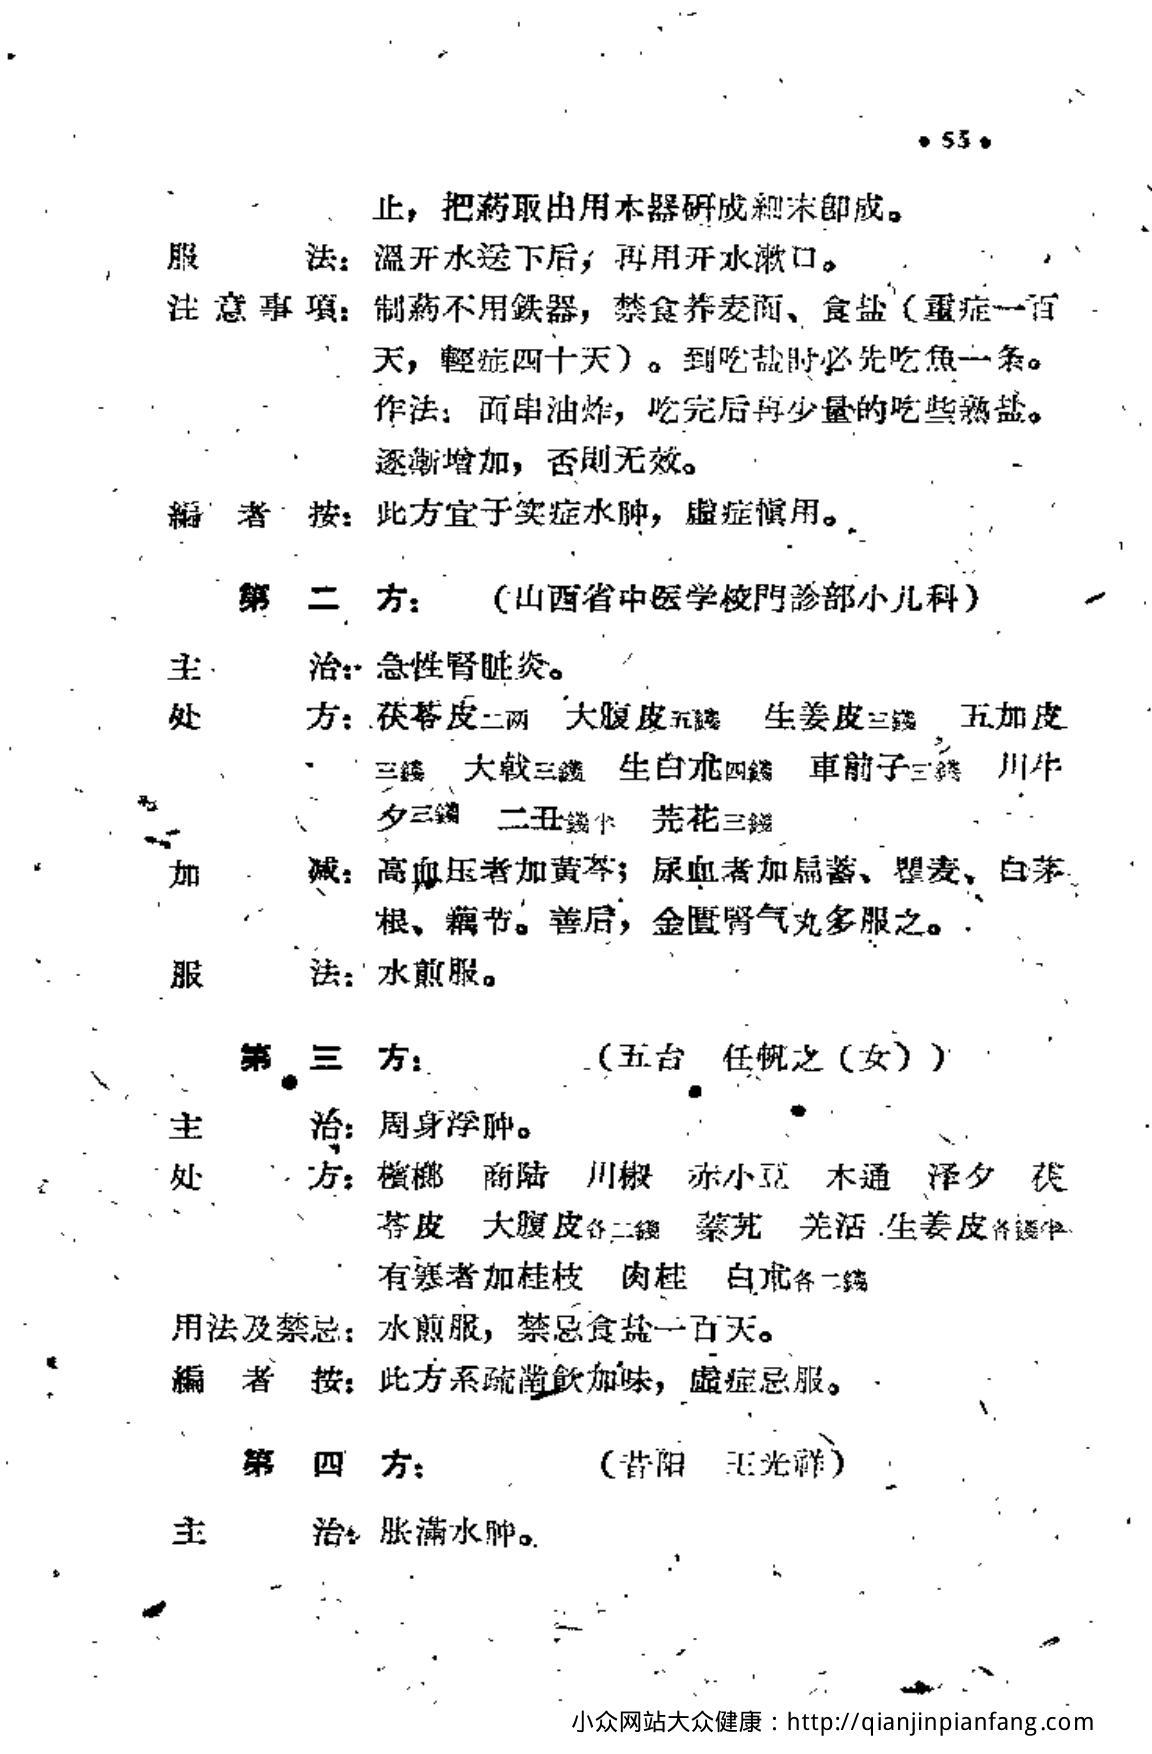 • 53 •
止，把葯取出用木器硏成細末卽成。
服 法：溫开水送下后，再用开水漱口。
注意事項：制葯不用鉄器，禁食荞麦面、食盐（重症一百
天，輕症四十天）。到吃盐时必先吃魚一条。
作法：面串油炸，吃完后再少量的吃些熟盐。
逐漸增加，否則无效。
編 者 按：此方宜于实症水肿，虛症愼用。
第 二 方： （山西省中医学校門診部小儿科）
主 治：急性腎脏炎。
处 方：茯苓皮二两 大腹皮五錢 生姜皮三錢 五加皮
三錢 大戟三錢 生白朮四錢 車前子三錢 川牛
夕三錢 二丑錢半 芫花三錢
加 减：高血压者加黃芩；尿血者加扁蓄、瞿麦、白茅
根、藕节。善后，金匱腎气丸多服之。
服 法：水煎服。
第 三 方： （五台 任帆之（女））
主 治：周身浮肿。
处 方：檳榔 商陆 川椒 赤小豆 木通 泽夕 茯
苓皮 大腹皮各二錢 蓁艽 羌活 生姜皮各錢半
有寒者加桂枝 肉桂 白朮各一錢
用法及禁忌：水煎服，禁忌食盐一百天。
編 者 按：此方系疏凿飮加味，虛症忌服。
第 四 方： （昔阳 王光祥）
主 治：胀滿水肿。
小众网站大众健康：http://qianjinpianfang.com